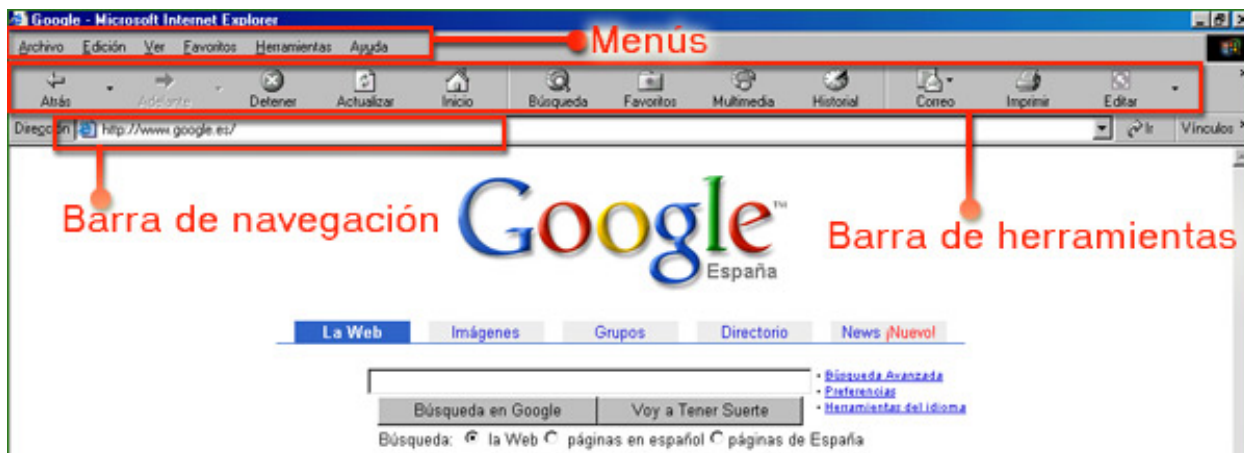 Google - Microsoft Internet Explorer
Archivo Edición Ver Favoritos Herramientas Ayuda
Menús
Atrás Adelante Detener Actualizar Inicio Búsqueda Favoritos Multimedia Historial Correo Imprimir Editar
Dirección http://www.google.es/ Ir Vínculos
Barra de navegación
Google™
España
Barra de herramientas
La Web Imágenes Grupos Directorio News ¡Nuevo!
• Búsqueda Avanzada
• Preferencias
• Herramientas del idioma
Búsqueda en Google Voy a Tener Suerte
Búsqueda: la Web páginas en español páginas de España